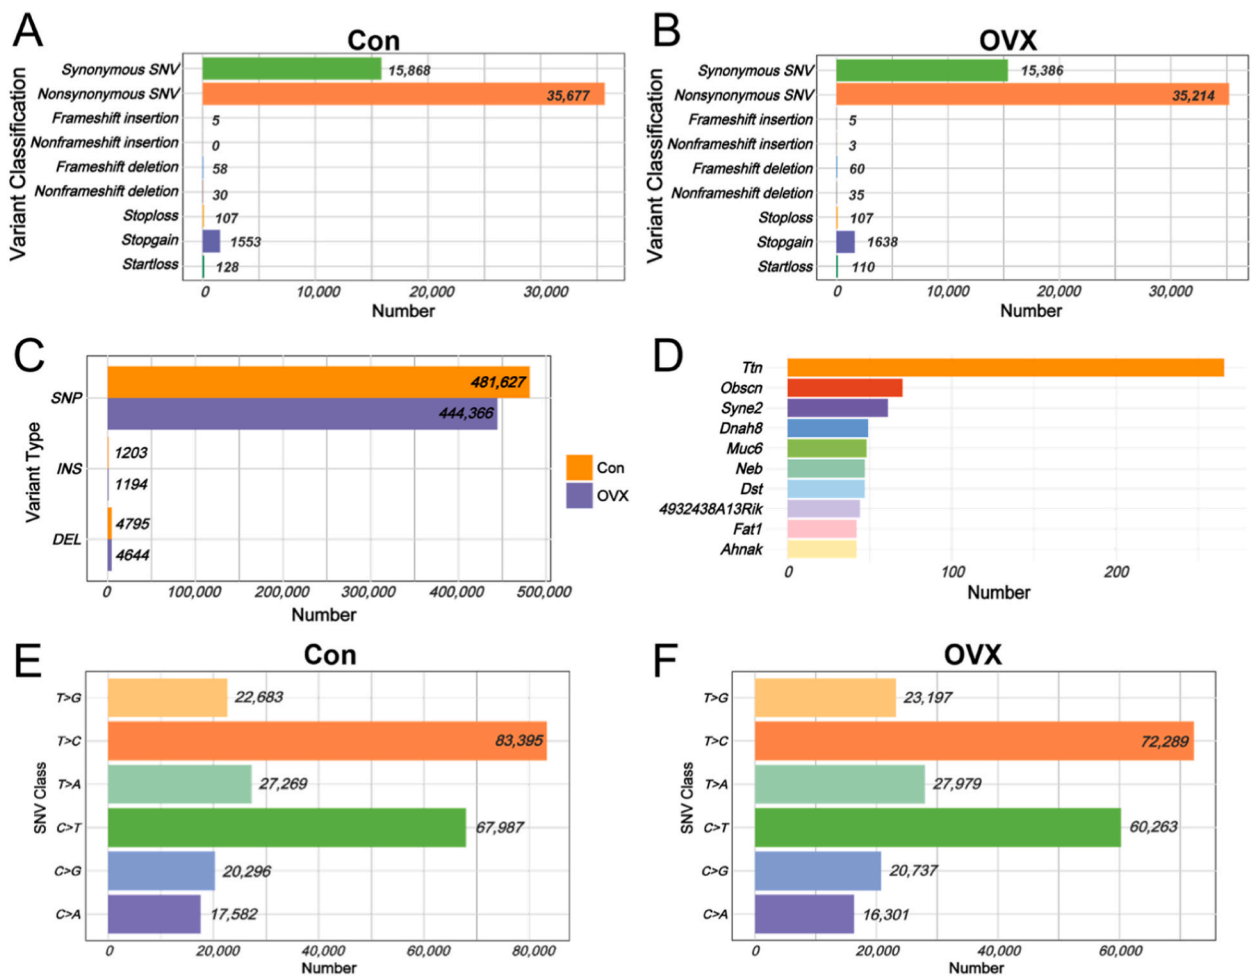 A
Con
Variant Classification
Synonymous SNV 15,868
Nonsynonymous SNV 35,677
Frameshift insertion 5
Nonframeshift insertion 0
Frameshift deletion 58
Nonframeshift deletion 30
Stoploss 107
Stopgain 1553
Startloss 128
0 10,000 20,000 30,000
Number
B
OVX
Variant Classification
Synonymous SNV 15,386
Nonsynonymous SNV 35,214
Frameshift insertion 5
Nonframeshift insertion 3
Frameshift deletion 60
Nonframeshift deletion 35
Stoploss 107
Stopgain 1638
Startloss 110
0 10,000 20,000 30,000
Number
C
Variant Type
SNP 481,627
444,366
INS 1203
1194
DEL 4795
4644
0 100,000 200,000 300,000 400,000 500,000
Number
Con
OVX
D
Ttn
Obscn
Syne2
Dnah8
Muc6
Neb
Dst
4932438A13Rik
Fat1
Ahnak
0 100 200
Number
E
Con
SNV Class
T>G 22,683
T>C 83,395
T>A 27,269
C>T 67,987
C>G 20,296
C>A 17,582
0 20,000 40,000 60,000 80,000
Number
F
OVX
SNV Class
T>G 23,197
T>C 72,289
T>A 27,979
C>T 60,263
C>G 20,737
C>A 16,301
0 20,000 40,000 60,000
Number